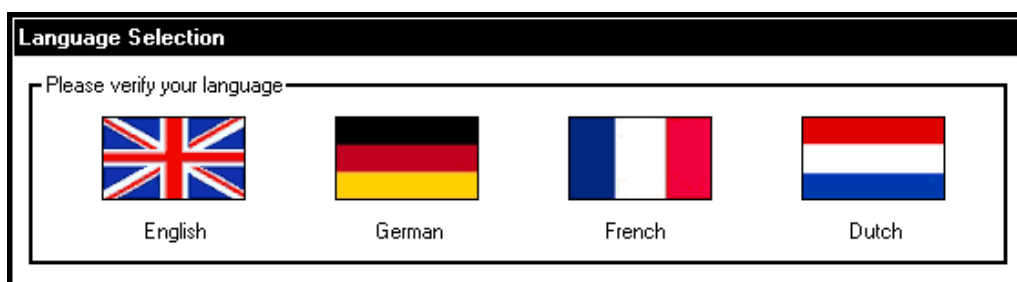 Language Selection
Please verify your language
English German French Dutch